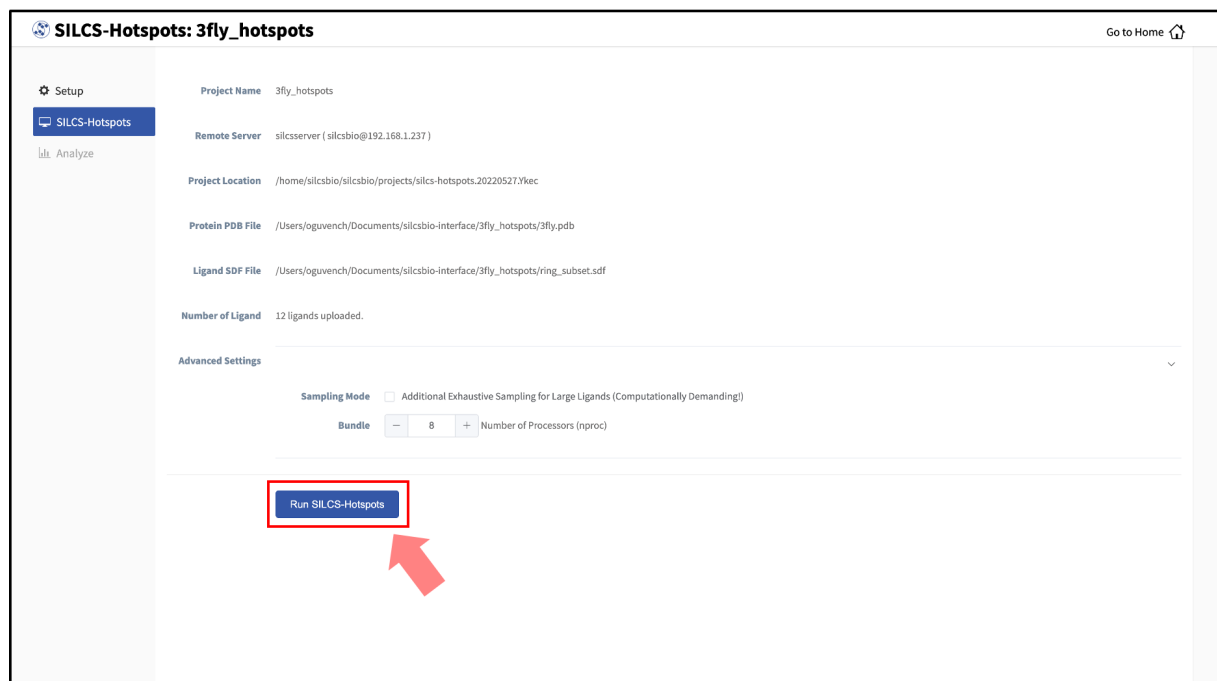 SILCS-Hotspots: 3fly_hotspots
Go to Home
Setup
SILCS-Hotspots
Analyze
Project Name 3fly_hotspots
Remote Server silcsserver ( silcsbio@192.168.1.237 )
Project Location /home/silcsbio/silcsbio/projects/silcs-hotspots.20220527.Ykec
Protein PDB File /Users/oguvench/Documents/silcsbio-interface/3fly_hotspots/3fly.pdb
Ligand SDF File /Users/oguvench/Documents/silcsbio-interface/3fly_hotspots/ring_subset.sdf
Number of Ligand 12 ligands uploaded.
Advanced Settings
Sampling Mode Additional Exhaustive Sampling for Large Ligands (Computationally Demanding!)
Bundle − 8 + Number of Processors (nproc)
Run SILCS-Hotspots